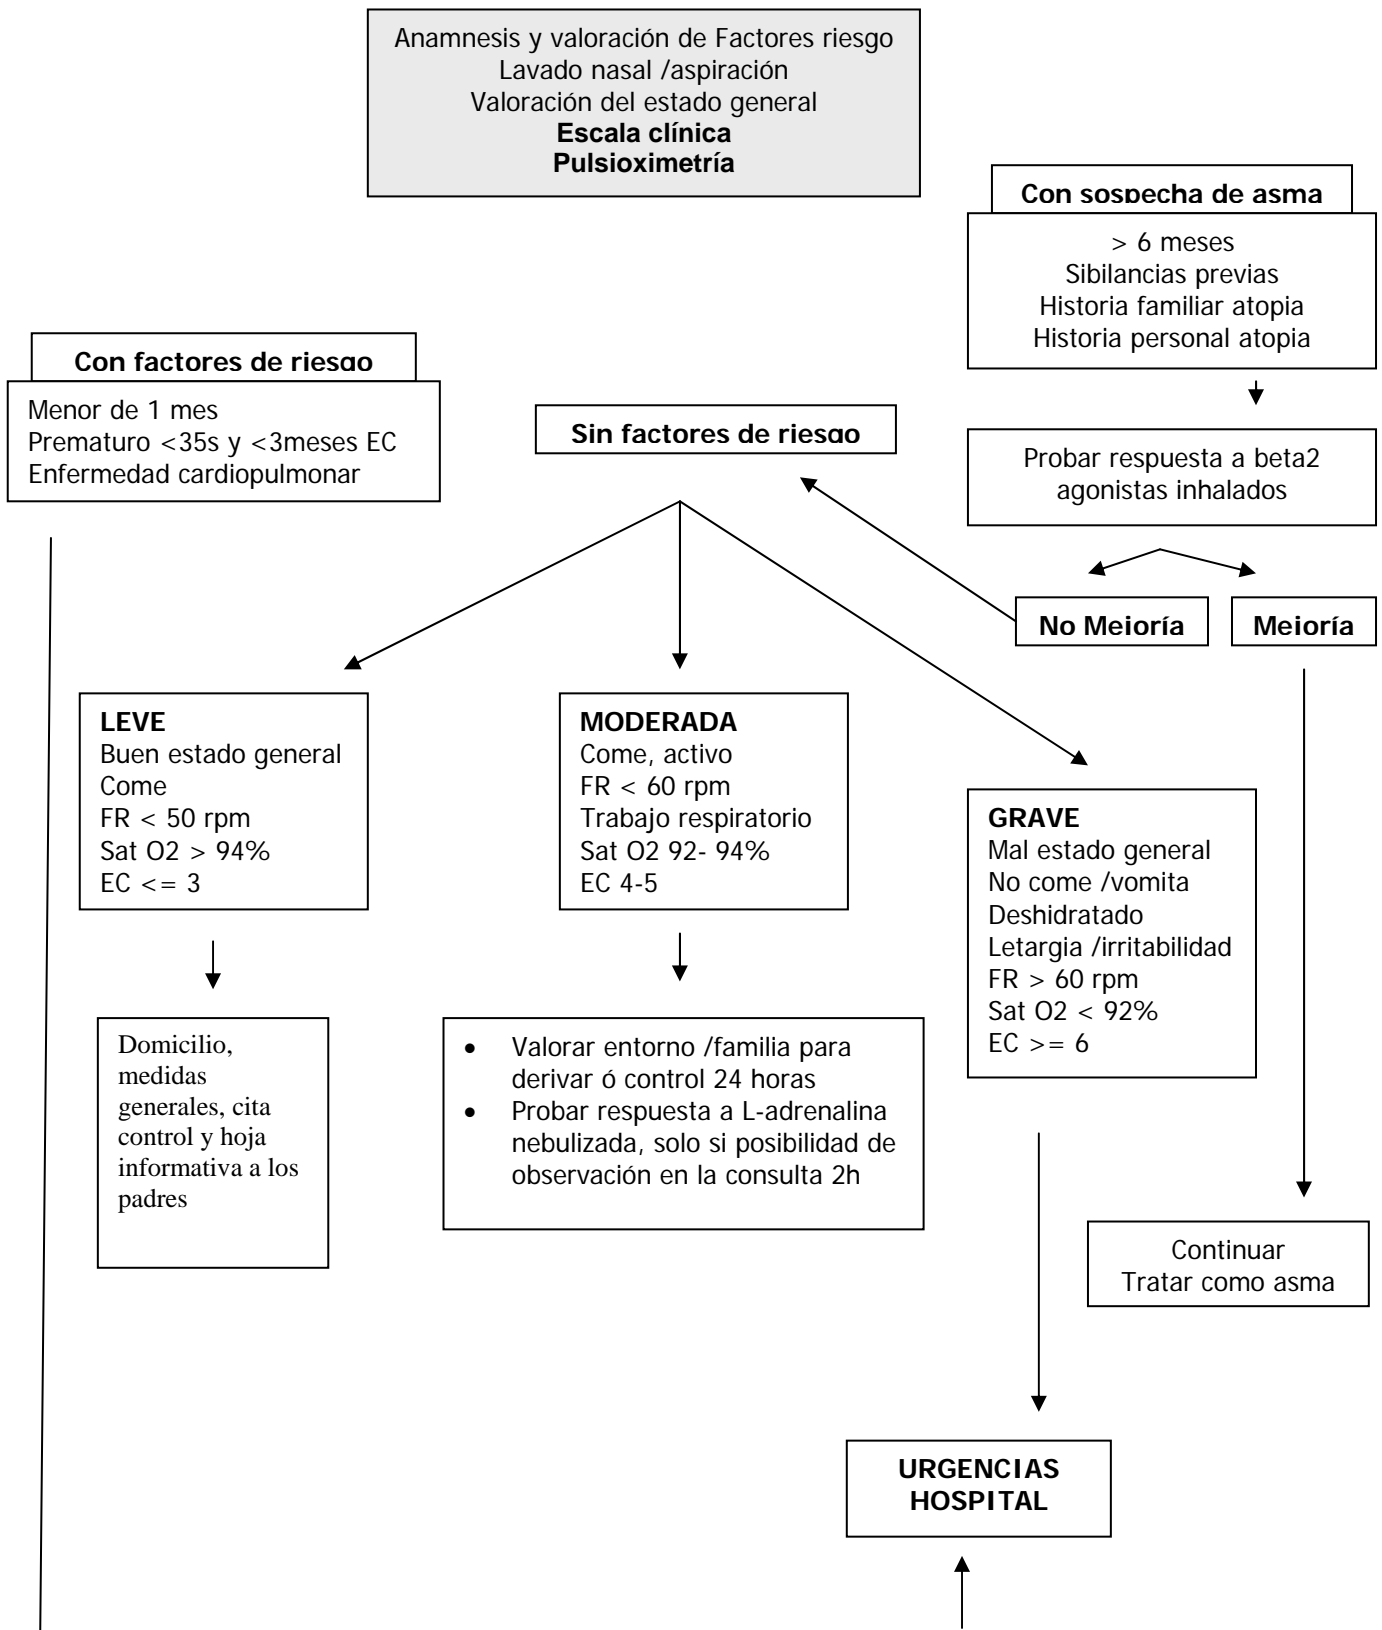 Anamnesis y valoración de Factores riesgo
Lavado nasal /aspiración
Valoración del estado general
Escala clínica
Pulsioximetría
Con sospecha de asma
> 6 meses
Sibilancias previas
Historia familiar atopia
Historia personal atopia
Con factores de riesgo
Menor de 1 mes
Prematuro <35s y <3meses EC
Enfermedad cardiopulmonar
Sin factores de riesgo
Probar respuesta a beta2
agonistas inhalados
No Mejoría
Mejoría
LEVE
Buen estado general
Come
FR < 50 rpm
Sat O2 > 94%
EC <= 3
MODERADA
Come, activo
FR < 60 rpm
Trabajo respiratorio
Sat O2 92- 94%
EC 4-5
GRAVE
Mal estado general
No come /vomita
Deshidratado
Letargia /irritabilidad
FR > 60 rpm
Sat O2 < 92%
EC >= 6
Domicilio,
medidas
generales, cita
control y hoja
informativa a los
padres
• Valorar entorno /familia para
derivar ó control 24 horas
• Probar respuesta a L-adrenalina
nebulizada, solo si posibilidad de
observación en la consulta 2h
Continuar
Tratar como asma
URGENCIAS
HOSPITAL